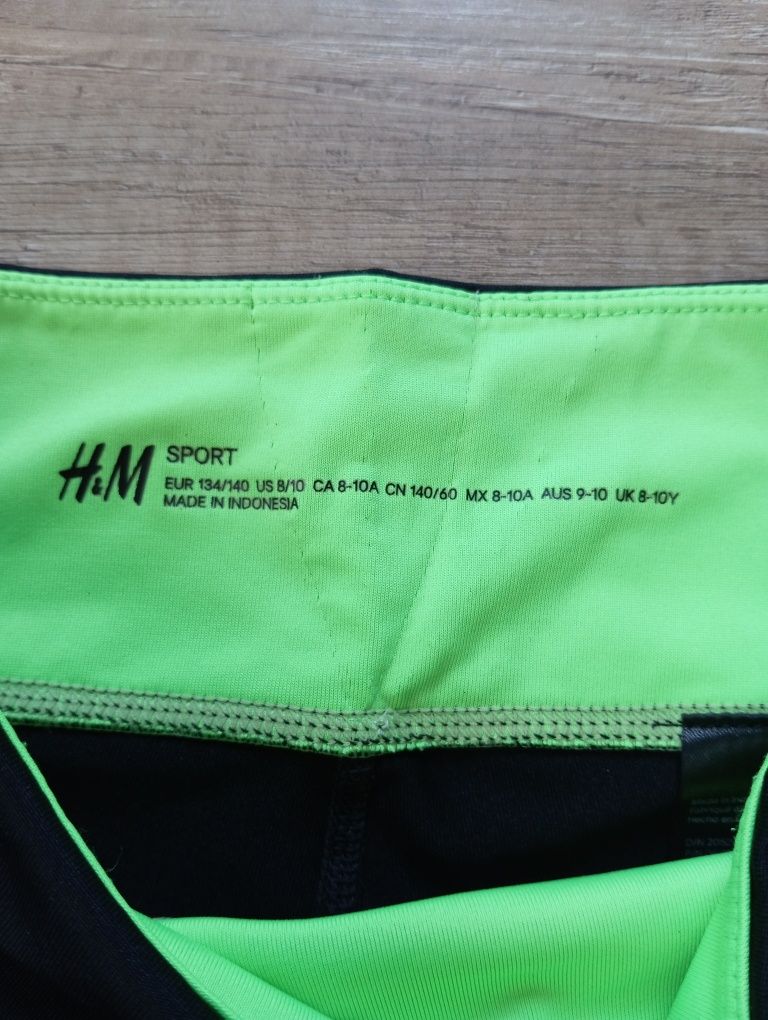 H&M SPORT
EUR 134/140 US 8/10 CA 8-10A CN 140/60 MX 8-10A AUS 9-10 UK 8-10Y
MADE IN INDONESIA